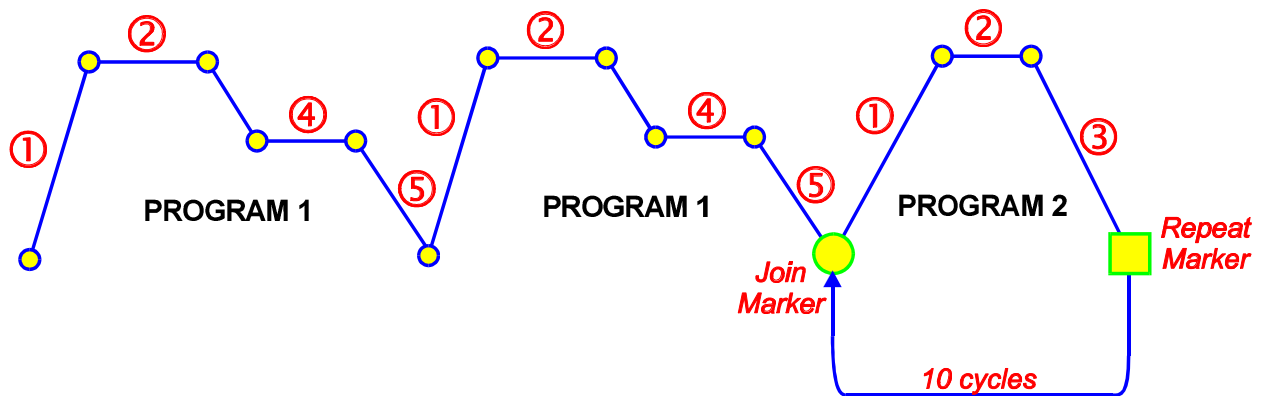 ②
①
④
⑤
PROGRAM 1
②
①
④
⑤
PROGRAM 1
②
①
③
PROGRAM 2
Join
Marker
Repeat
Marker
10 cycles